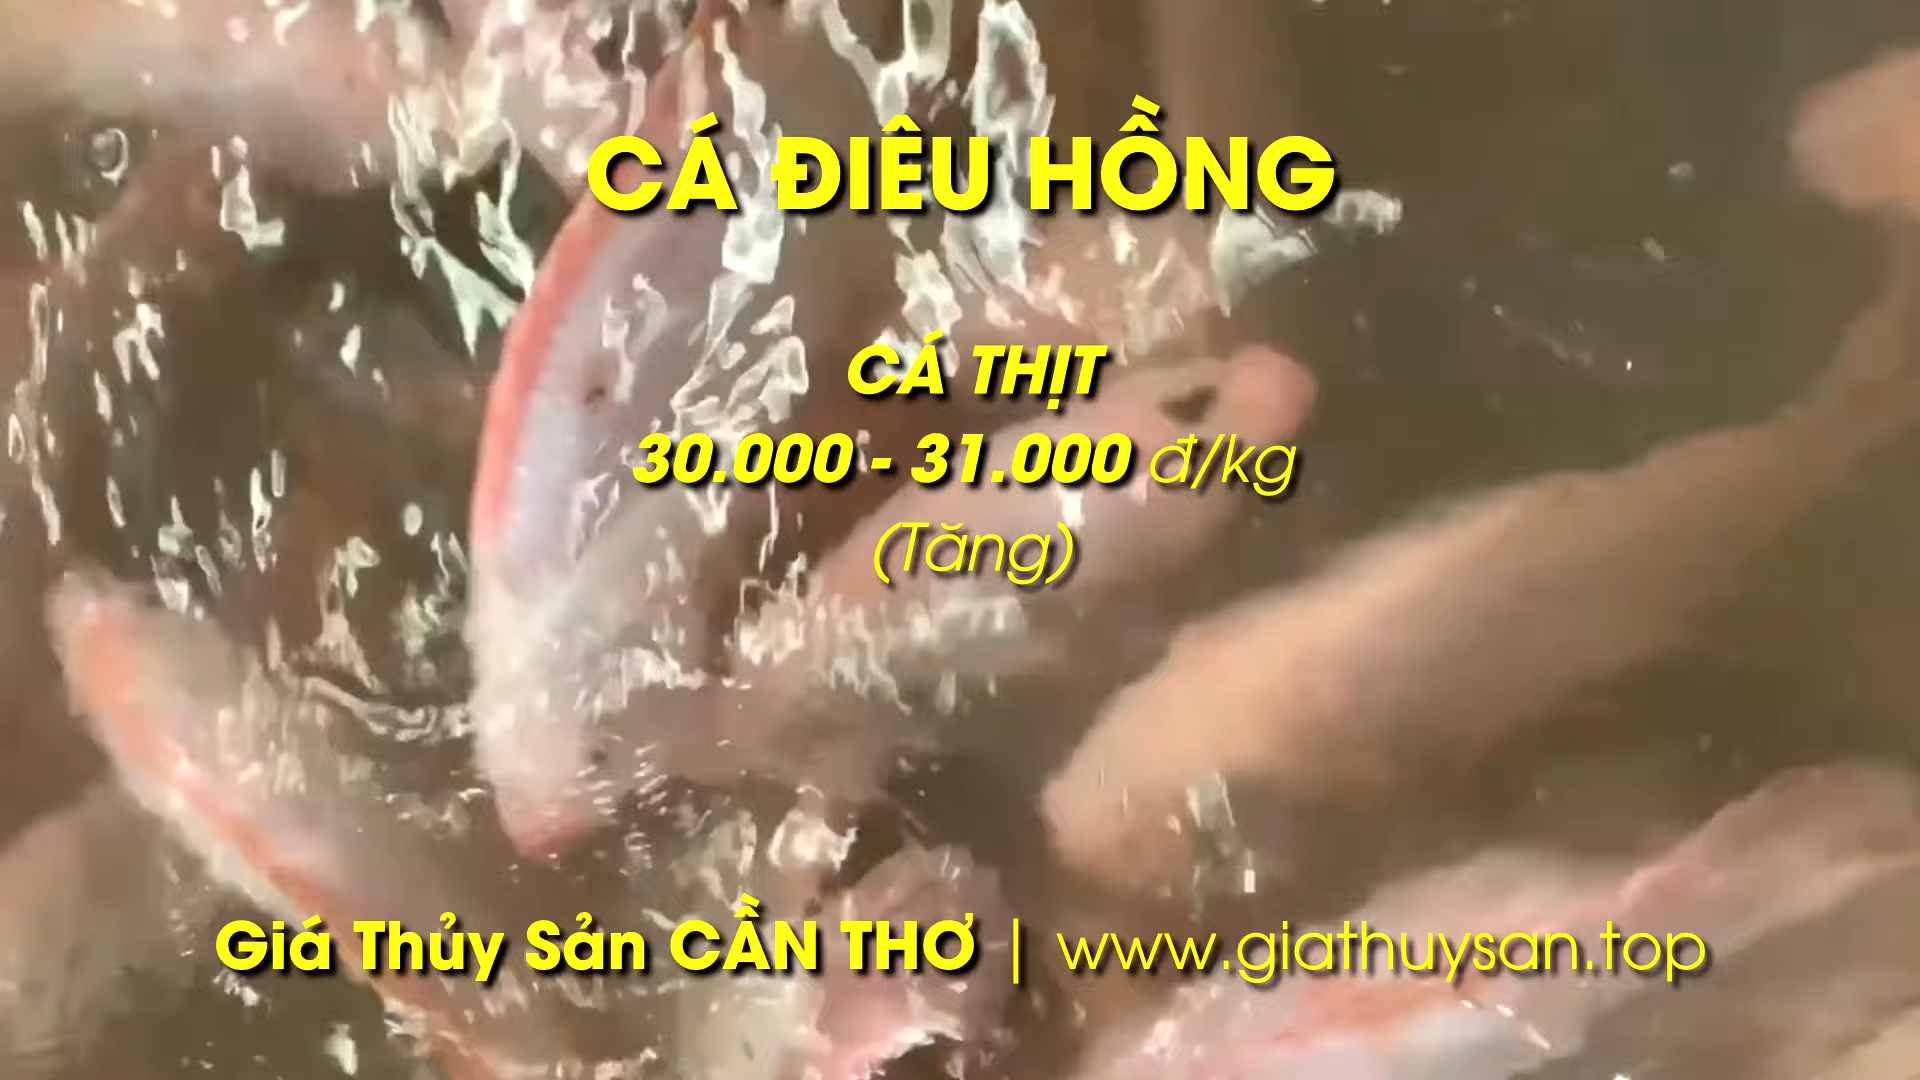 CÁ ĐIÊU HỒNG
CÁ THỊT
30.000 - 31.000 đ/kg
(Tăng)
Giá Thủy Sản CẦN THƠ | www.giathuysan.top